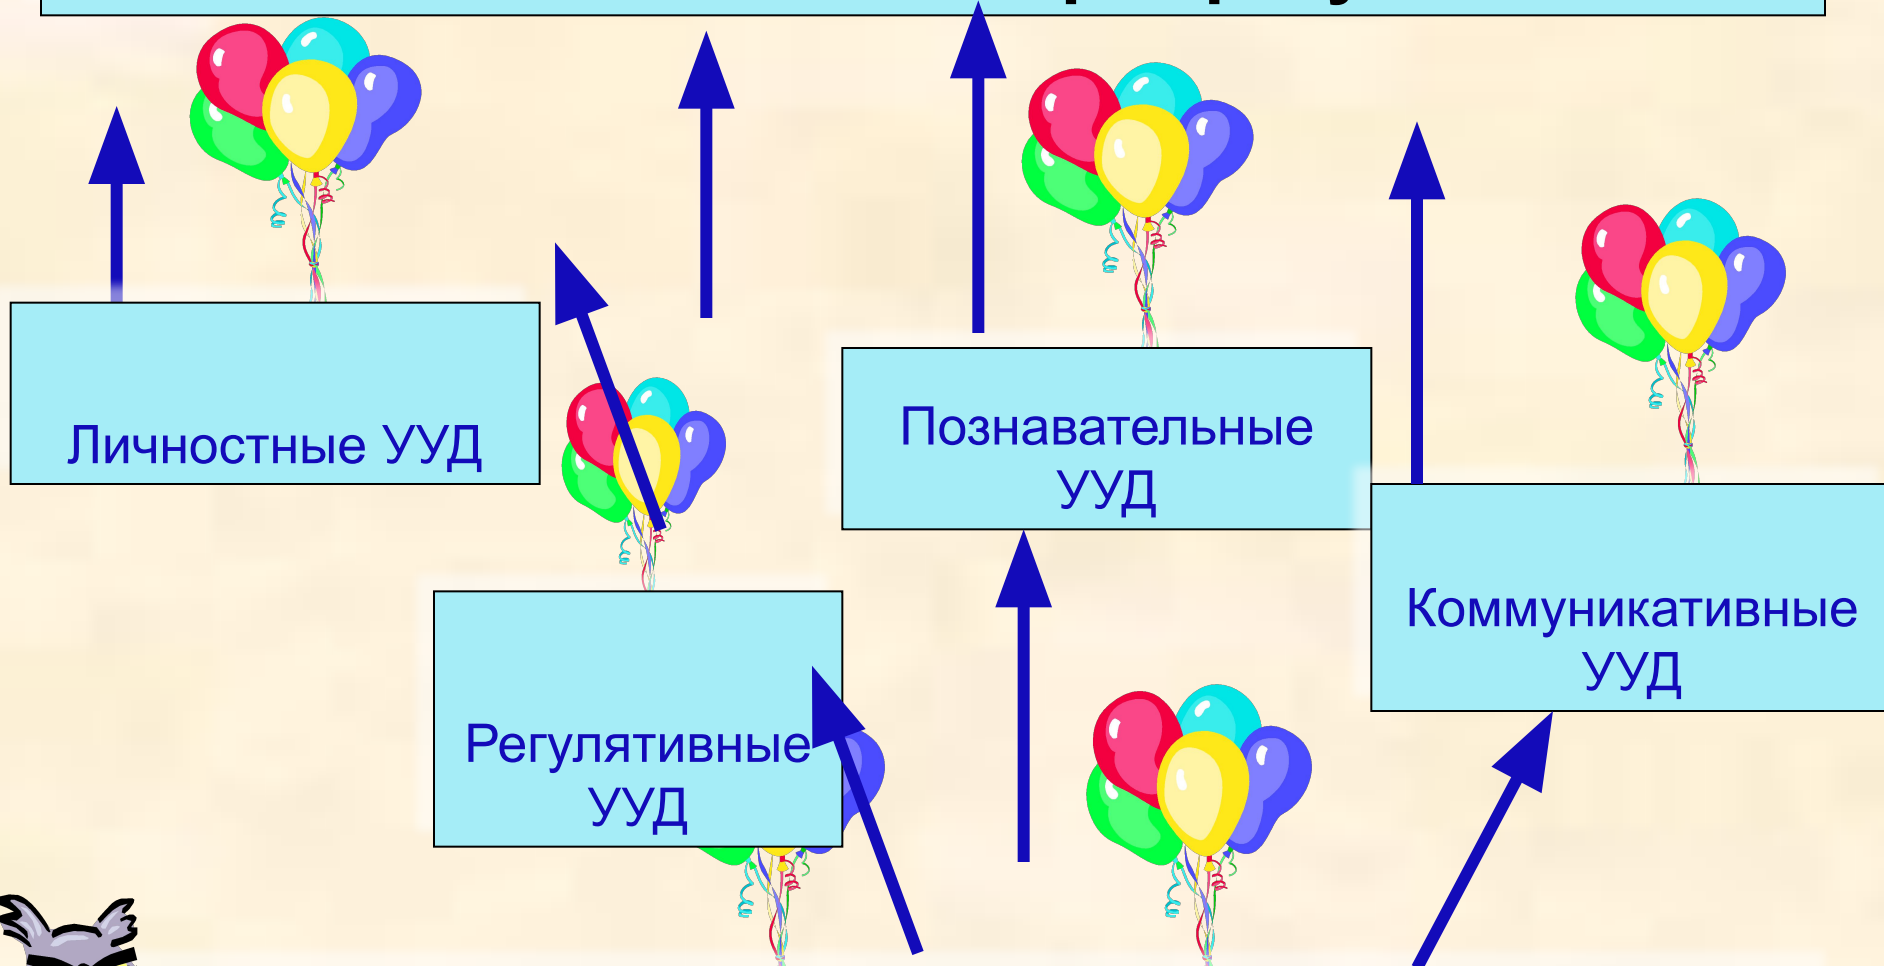 Личностные УУД
Познавательные
УУД
Коммуникативные
УУД
Регулятивные
УУД